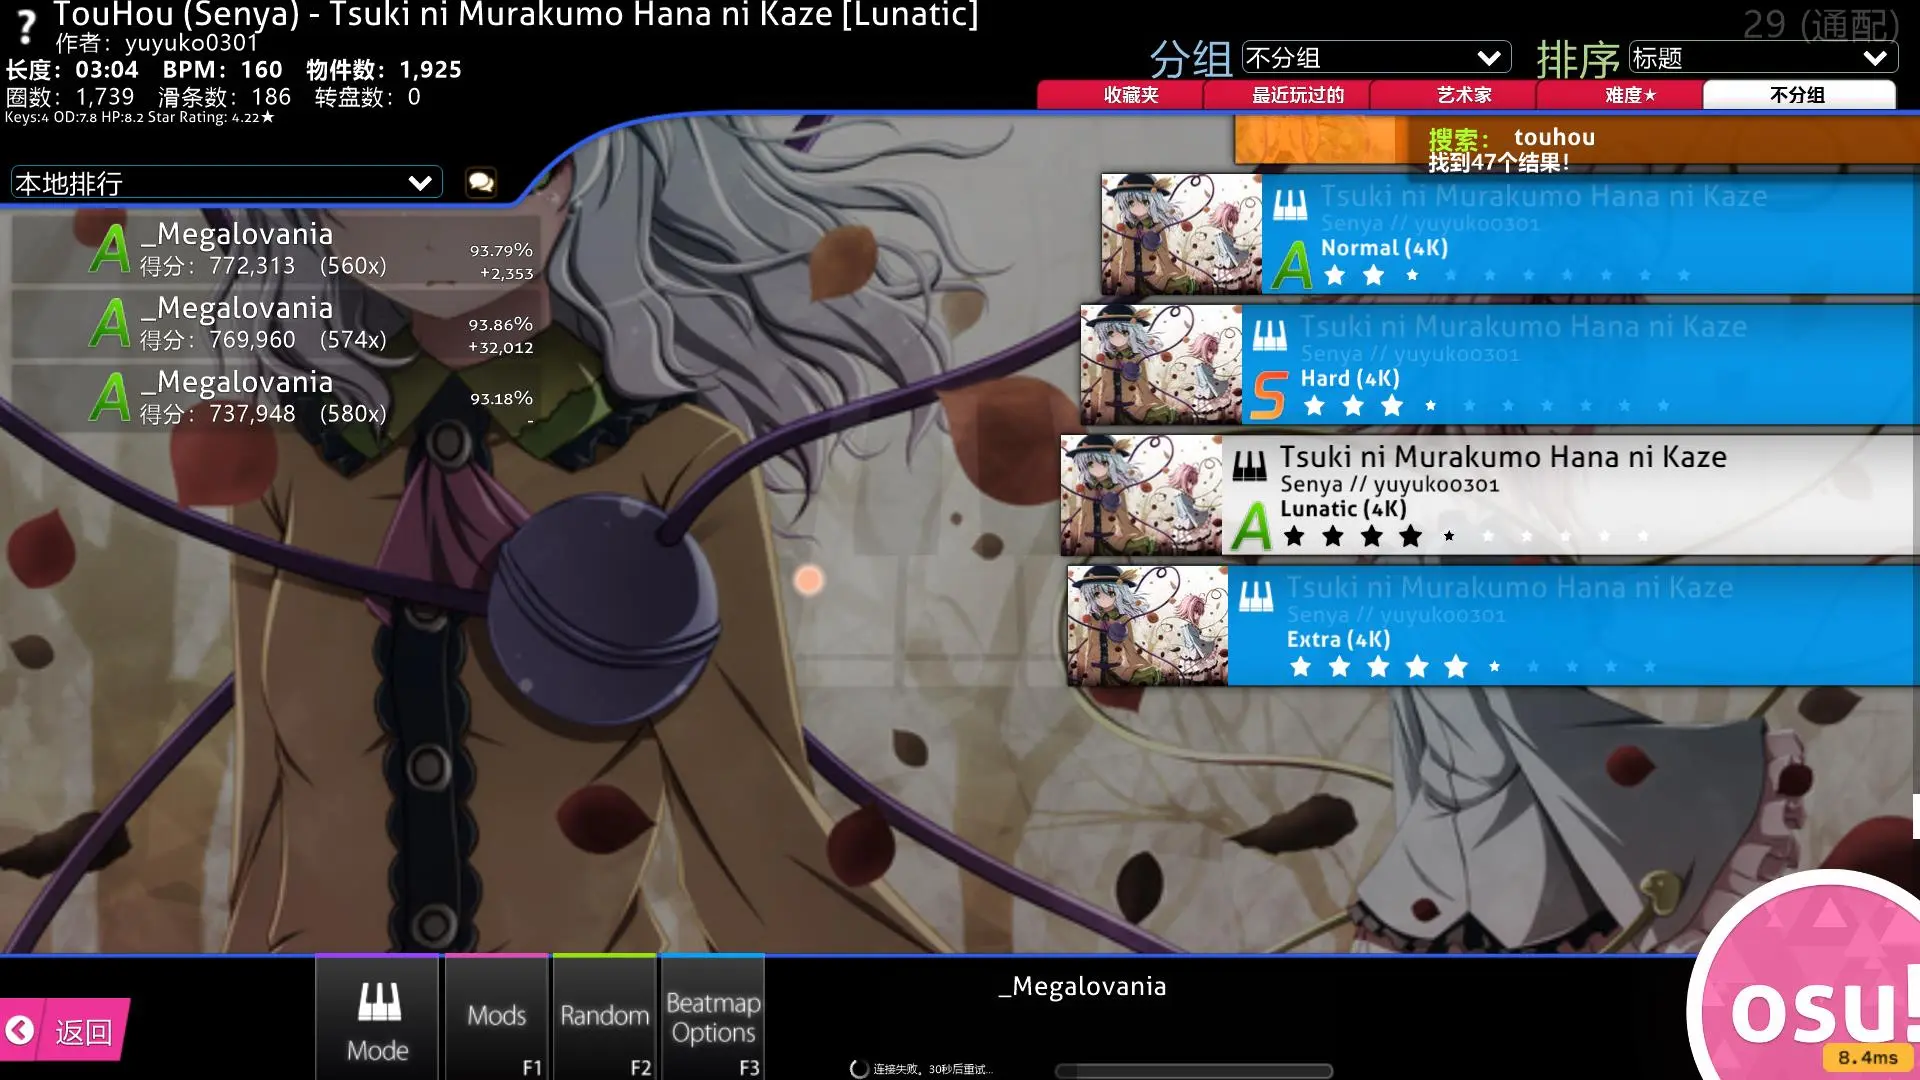 TouHou (Senya) - Tsuki ni Murakumo Hana ni Kaze [Lunatic]
作者：yuyuko0301
长度：03:04 BPM：160 物件数：1,925
圈数：1,739 滑条数：186 转盘数：0
Keys:4 OD:7.8 HP:8.2 Star Rating: 4.22★
29 (通配)
分组 不分组
排序 标题
收藏夹 最近玩过的 艺术家 难度★ 不分组
搜索： touhou
找到47个结果!
本地排行
_Megalovania
93.79%
得分：772,313 (560x)
+2,353
_Megalovania
93.86%
得分：769,960 (574x)
+32,012
_Megalovania
93.18%
得分：737,948 (580x)
-
Tsuki ni Murakumo Hana ni Kaze
Senya // yuyuko0301
Normal (4K)
A
Tsuki ni Murakumo Hana ni Kaze
Senya // yuyuko0301
Hard (4K)
S
Tsuki ni Murakumo Hana ni Kaze
Senya // yuyuko0301
Lunatic (4K)
A
Tsuki ni Murakumo Hana ni Kaze
Senya // yuyuko0301
Extra (4K)
返回
Mode
Mods
F1
Random
F2
Beatmap
Options
F3
_Megalovania
连接失败，30秒后重试...
osu!
8.4ms